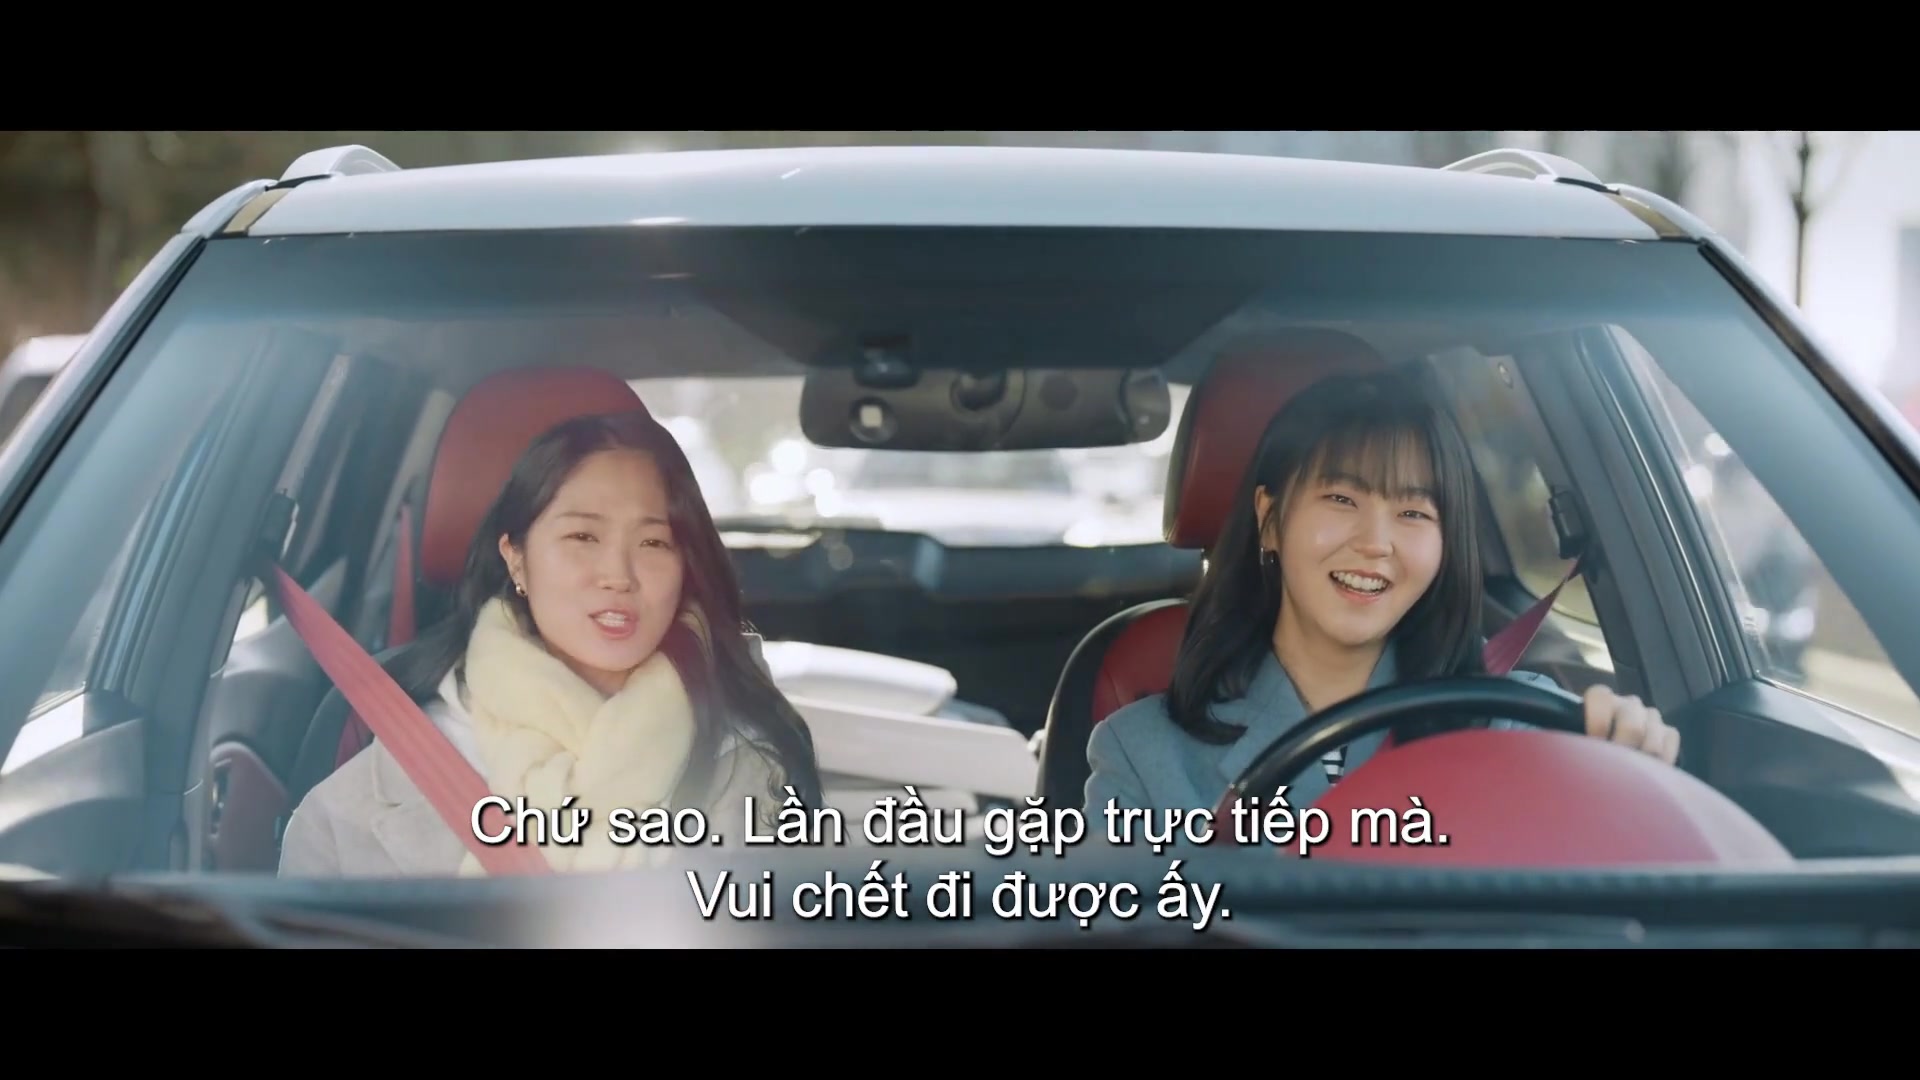 Chứ sao. Lần đầu gặp trực tiếp mà.
Vui chết đi được ấy.